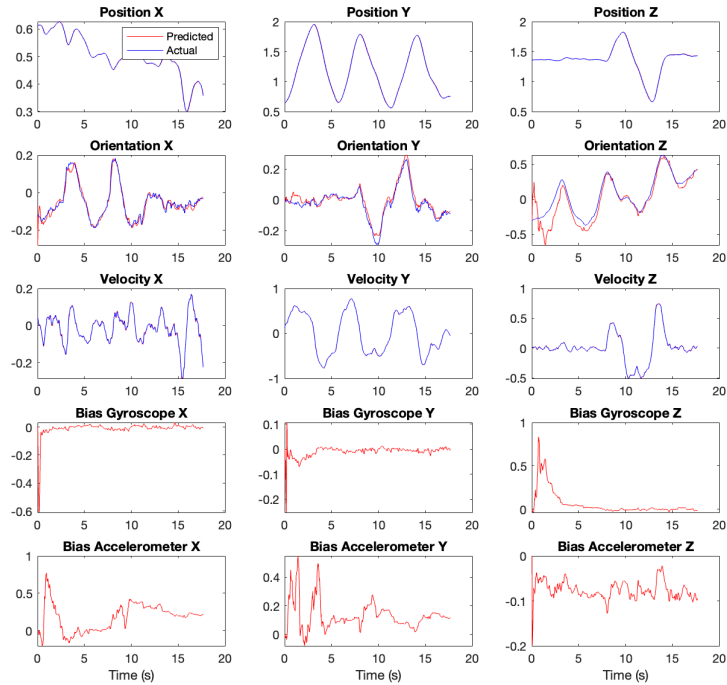 Position X
Position Y
Position Z
0.6
0.5
0.4
0.3
Predicted
Actual
0 5 10 15 20
2
1.5
1
0.5
0 5 10 15 20
2
1.5
1
0.5
0 5 10 15 20
Orientation X
Orientation Y
Orientation Z
0.2
0
-0.2
0 5 10 15 20
0.2
0
-0.2
0 5 10 15 20
0.5
0
-0.5
0 5 10 15 20
Velocity X
Velocity Y
Velocity Z
0.2
0
-0.2
0 5 10 15 20
1
0
-1
0 5 10 15 20
1
0.5
0
-0.5
0 5 10 15 20
Bias Gyroscope X
Bias Gyroscope Y
Bias Gyroscope Z
0
-0.2
-0.4
-0.6
0 5 10 15 20
0.1
0
-0.1
-0.2
0 5 10 15 20
1
0.5
0
0 5 10 15 20
Bias Accelerometer X
Bias Accelerometer Y
Bias Accelerometer Z
1
0.5
0
0 5 10 15 20
Time (s)
0.4
0.2
0
0 5 10 15 20
Time (s)
0
-0.1
-0.2
0 5 10 15 20
Time (s)